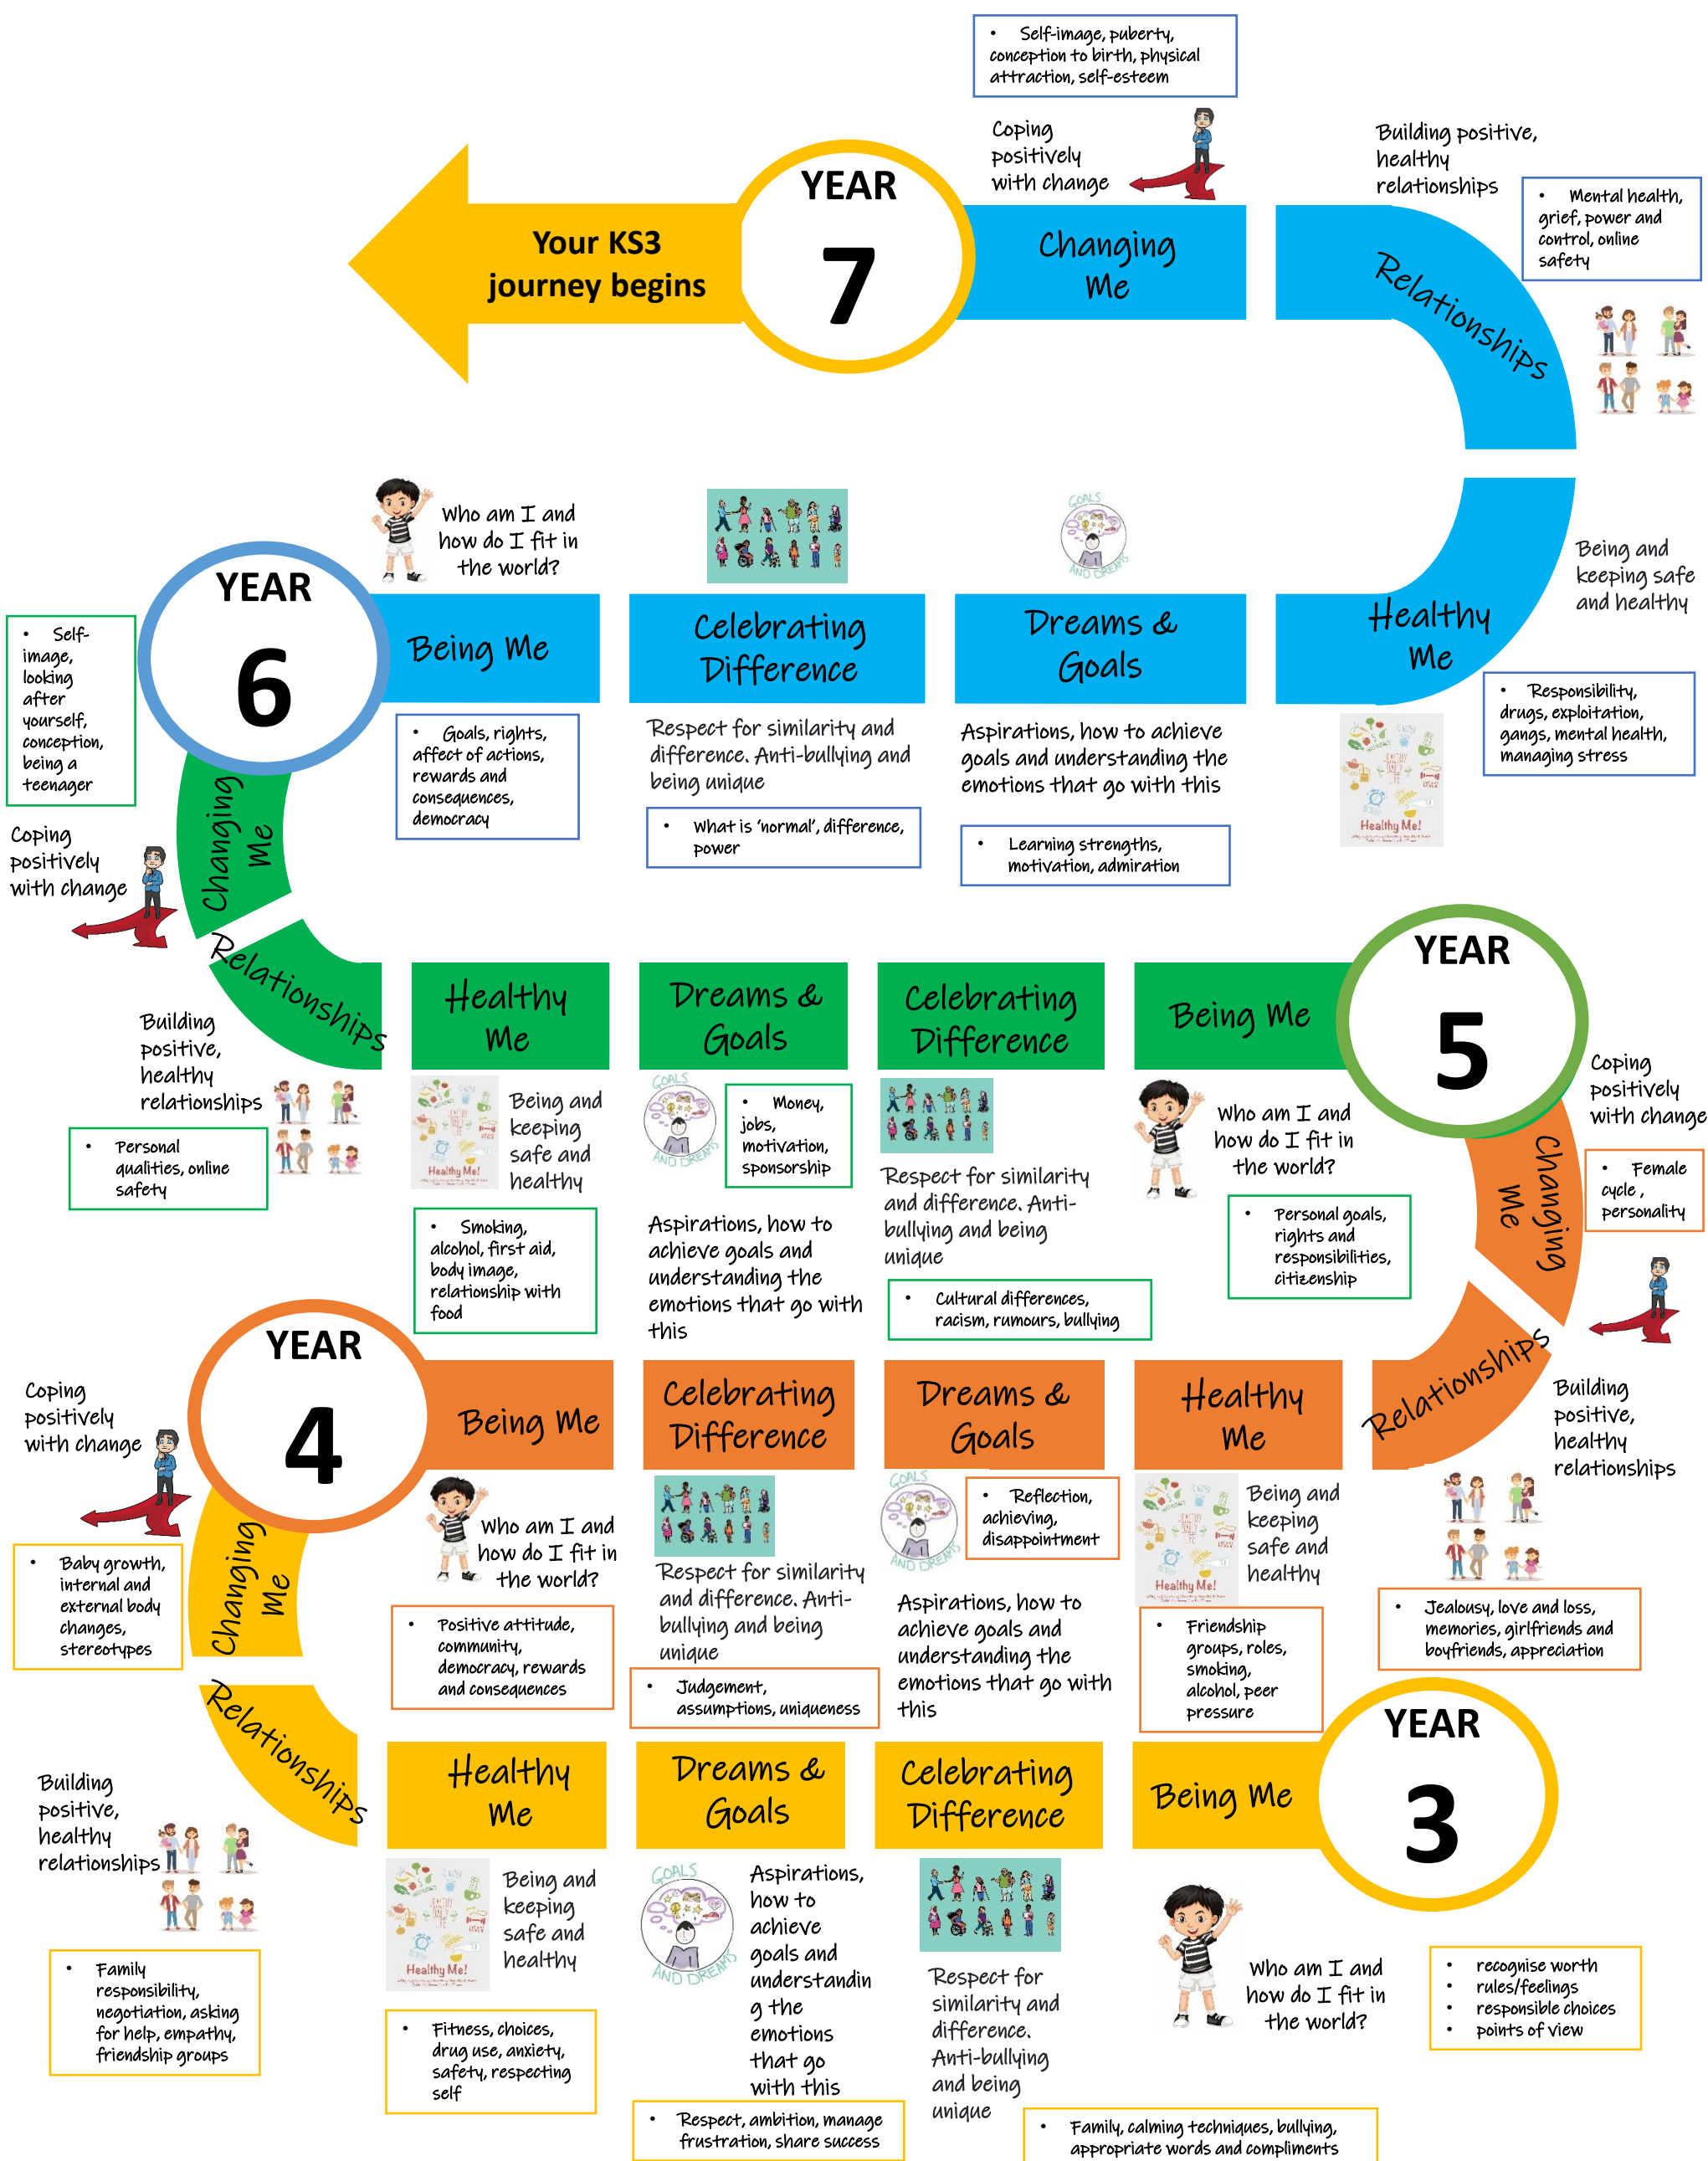 • Self-image, puberty,
conception to birth, physical
attraction, self-esteem
Coping
positively
with change
Building positive,
healthy
relationships
• Mental health,
grief, power and
control, online
safety
YEAR
7
Your KS3
journey begins
Changing
Me
Relationships
Who am I and
how do I fit in
the world?
GOALS
AND DREAMS
Being and
keeping safe
and healthy
YEAR
6
Being Me
Celebrating
Difference
Dreams &
Goals
Healthy
Me
• Self-
image,
looking
after
yourself,
conception,
being a
teenager
• Goals, rights,
affect of actions,
rewards and
consequences,
democracy
Respect for similarity and
difference. Anti-bullying and
being unique
• What is ‘normal’, difference,
power
Aspirations, how to achieve
goals and understanding the
emotions that go with this
• Learning strengths,
motivation, admiration
Healthy Me!
• Responsibility,
drugs, exploitation,
gangs, mental health,
managing stress
Changing
Me
Coping
positively
with change
Relationships
Healthy
Me
Dreams &
Goals
Celebrating
Difference
Being Me
YEAR
5
Building
positive,
healthy
relationships
• Personal
qualities, online
safety
Healthy Me!
Being and
keeping
safe and
healthy
• Smoking,
alcohol, first aid,
body image,
relationship with
food
GOALS
AND DREAMS
• Money,
jobs,
motivation,
sponsorship
Aspirations, how to
achieve goals and
understanding the
emotions that go with
this
Respect for similarity
and difference. Anti-
bullying and being
unique
• Cultural differences,
racism, rumours, bullying
Who am I and
how do I fit in
the world?
• Personal goals,
rights and
responsibilities,
citizenship
Coping
positively
with change
Changing
Me
• Female
cycle ,
personality
YEAR
4
Being Me
Celebrating
Difference
Dreams &
Goals
Healthy
Me
Relationships
Building
positive,
healthy
relationships
Coping
positively
with change
Changing
Me
• Baby growth,
internal and
external body
changes,
stereotypes
Who am I and
how do I fit in
the world?
• Positive attitude,
community,
democracy, rewards
and consequences
Respect for similarity
and difference. Anti-
bullying and being
unique
• Judgement,
assumptions, uniqueness
GOALS
AND DREAMS
• Reflection,
achieving,
disappointment
Aspirations, how to
achieve goals and
understanding the
emotions that go with
this
Healthy Me!
Being and
keeping
safe and
healthy
• Friendship
groups, roles,
smoking,
alcohol, peer
pressure
• Jealousy, love and loss,
memories, girlfriends and
boyfriends, appreciation
Relationships
Healthy
Me
Dreams &
Goals
Celebrating
Difference
Being Me
YEAR
3
Building
positive,
healthy
relationships
• Family
responsibility,
negotiation, asking
for help, empathy,
friendship groups
Healthy Me!
Being and
keeping
safe and
healthy
• Fitness, choices,
drug use, anxiety,
safety, respecting
self
GOALS
AND DREAMS
Aspirations,
how to
achieve
goals and
understandin
g the
emotions
that go
with this
• Respect, ambition, manage
frustration, share success
Respect for
similarity and
difference.
Anti-bullying
and being
unique
• Family, calming techniques, bullying,
appropriate words and compliments
Who am I and
how do I fit in
the world?
• recognise worth
• rules/feelings
• responsible choices
• points of view